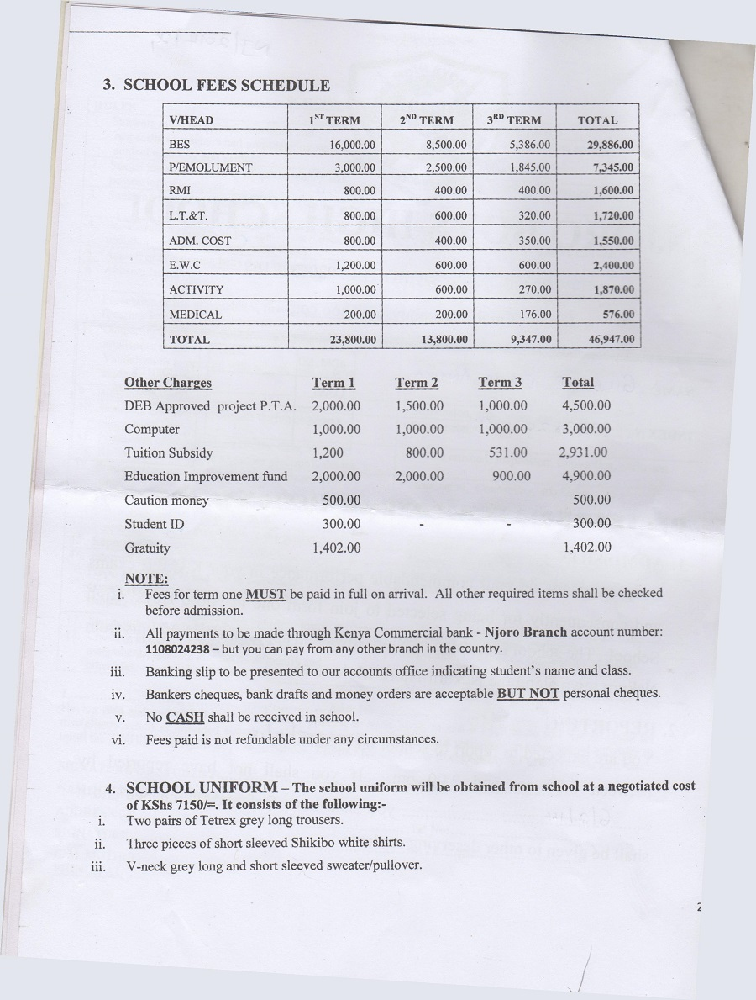 3. SCHOOL FEES SCHEDULE
V/HEAD 1ST TERM 2ND TERM 3RD TERM TOTAL
BES 16,000.00 8,500.00 5,386.00 29,886.00
P/EMOLUMENT 3,000.00 2,500.00 1,845.00 7,345.00
RMI 800.00 400.00 400.00 1,600.00
L.T.&T. 800.00 600.00 320.00 1,720.00
ADM. COST 800.00 400.00 350.00 1,550.00
E.W.C 1,200.00 600.00 600.00 2,400.00
ACTIVITY 1,000.00 600.00 270.00 1,870.00
MEDICAL 200.00 200.00 176.00 576.00
TOTAL 23,800.00 13,800.00 9,347.00 46,947.00
Other Charges Term 1 Term 2 Term 3 Total
DEB Approved project P.T.A. 2,000.00 1,500.00 1,000.00 4,500.00
Computer 1,000.00 1,000.00 1,000.00 3,000.00
Tuition Subsidy 1,200 800.00 531.00 2,931.00
Education Improvement fund 2,000.00 2,000.00 900.00 4,900.00
Caution money 500.00 500.00
Student ID 300.00 - - 300.00
Gratuity 1,402.00 1,402.00
NOTE:
i. Fees for term one MUST be paid in full on arrival. All other required items shall be checked
before admission.
ii. All payments to be made through Kenya Commercial bank - Njoro Branch account number:
1108024238 – but you can pay from any other branch in the country.
iii. Banking slip to be presented to our accounts office indicating student's name and class.
iv. Bankers cheques, bank drafts and money orders are acceptable BUT NOT personal cheques.
v. No CASH shall be received in school.
vi. Fees paid is not refundable under any circumstances.
4. SCHOOL UNIFORM – The school uniform will be obtained from school at a negotiated cost
of KShs 7150/=. It consists of the following:-
i. Two pairs of Tetrex grey long trousers.
ii. Three pieces of short sleeved Shikibo white shirts.
iii. V-neck grey long and short sleeved sweater/pullover.
2